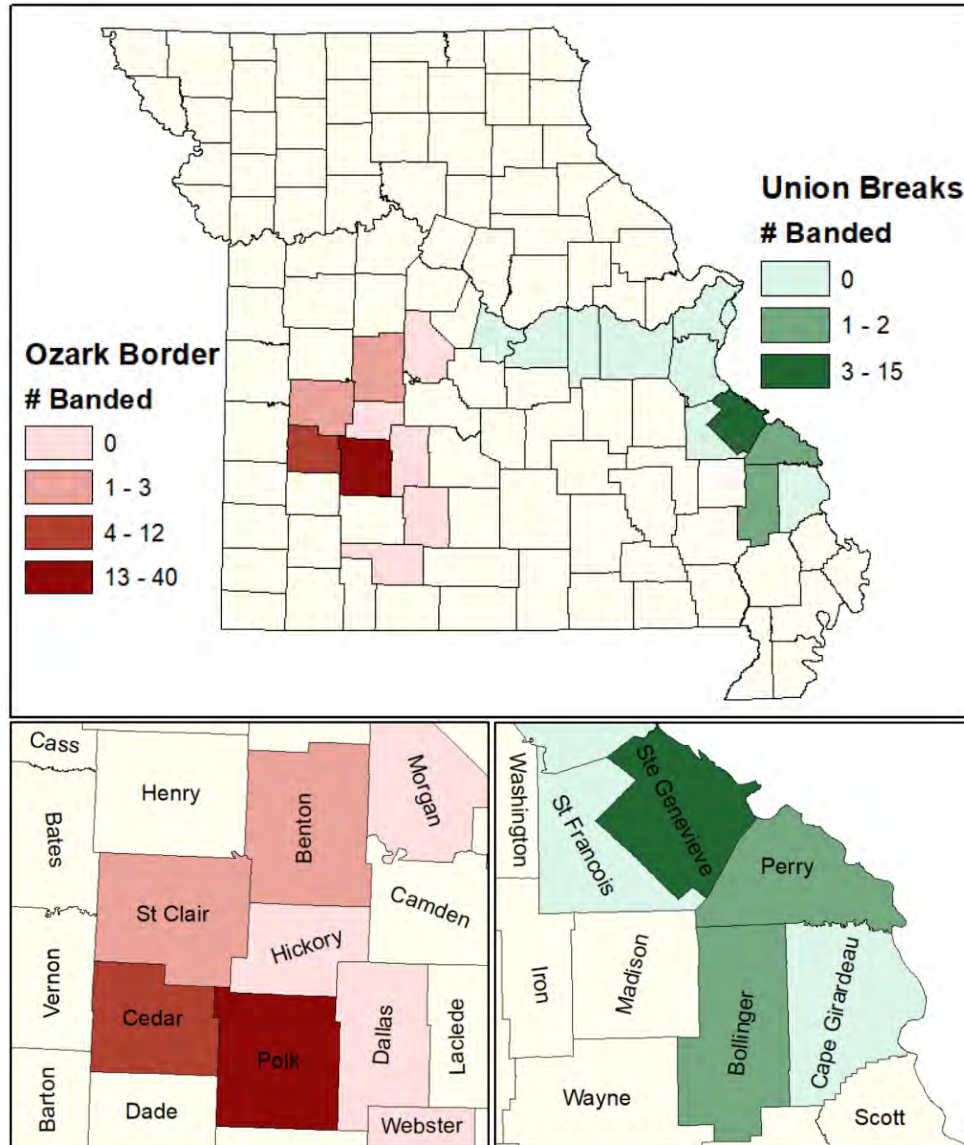 Union Breaks
# Banded
0
1 - 2
3 - 15
Ozark Border
# Banded
0
1 - 3
4 - 12
13 - 40
Cass
Henry
Bates
Benton
Morgan
St Clair
Camden
Hickory
Vernon
Cedar
Polk
Dallas
Laclede
Barton
Dade
Webster
Washington
St Francois
Ste Genevieve
Perry
Iron
Madison
Bollinger
Cape Girardeau
Wayne
Scott